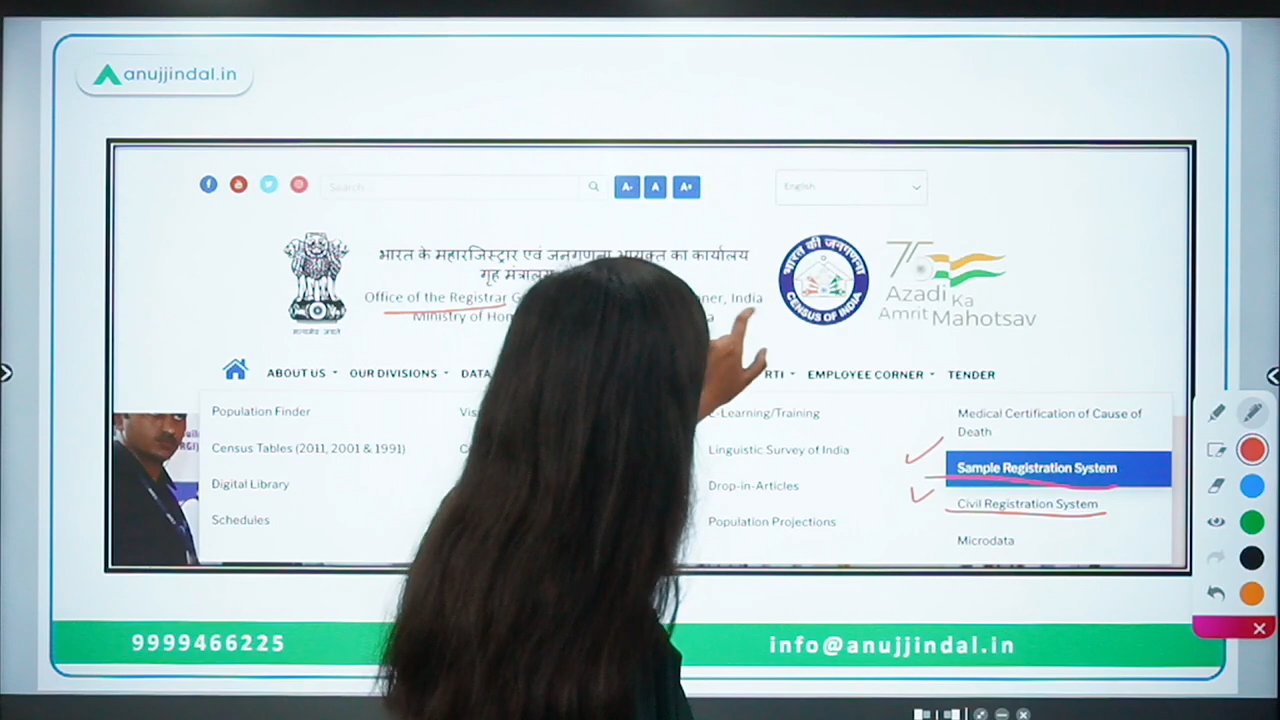 anujjindal.in
Search...
A-
A
A+
English
भारत के महारजिस्ट्रार एवं जनगणना आयुक्त का कार्यालय
गृह मंत्रालय
Office of the Registrar
India
Ministry of
सत्यमेव जयते
भारत की जनगणना
CENSUS OF INDIA
75
Azadi Ka
Amrit Mahotsav
ABOUT US
OUR DIVISIONS
DATA
RTI
EMPLOYEE CORNER
TENDER
Population Finder
Census Tables (2011, 2001 & 1991)
Digital Library
Schedules
E-Learning/Training
Linguistic Survey of India
Drop-in-Articles
Population Projections
Medical Certification of Cause of
Death
Sample Registration System
Civil Registration System
Microdata
9999466225
info@anujjindal.in